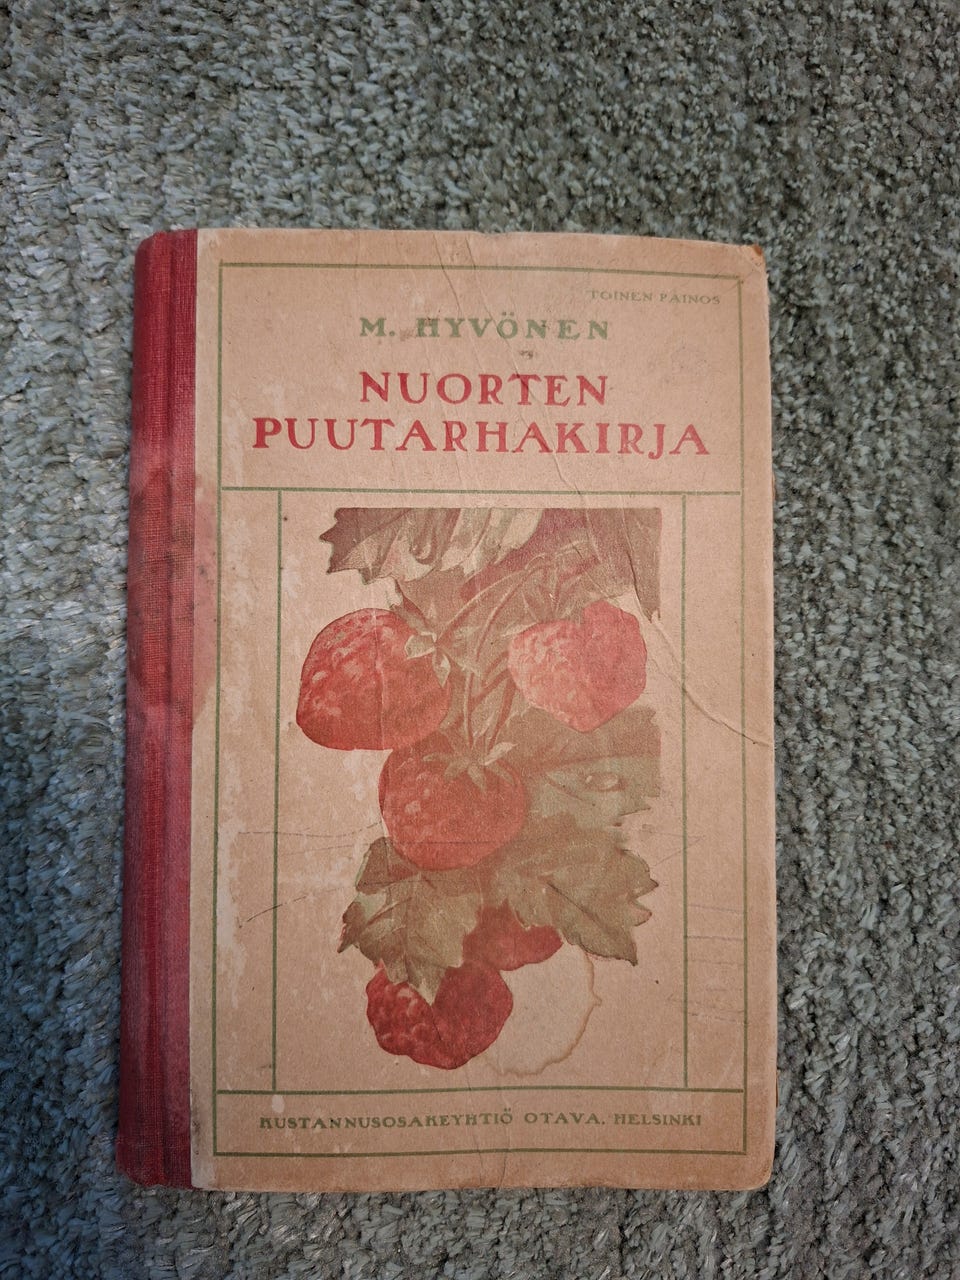 TOINEN PAINOS
M. HYVÖNEN
NUORTEN
PUUTARHAKIRJA
KUSTANNUSOSAKEYHTIÖ OTAVA. HELSINKI